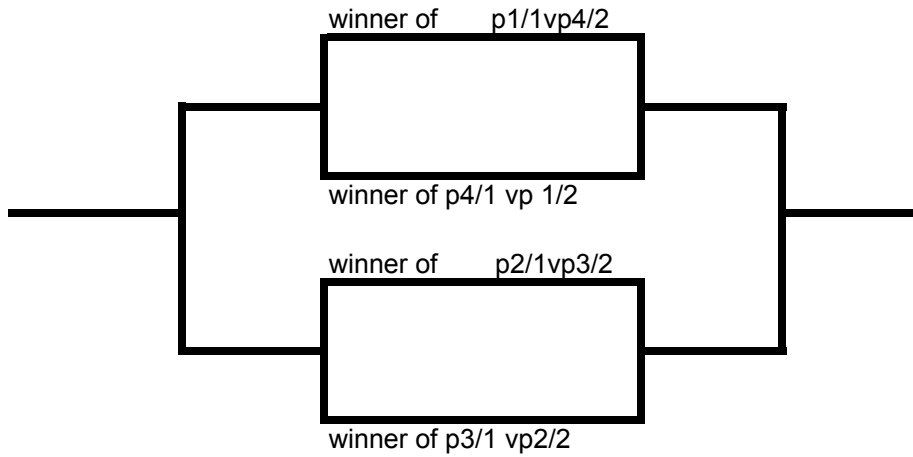 winner of p1/1vp4/2
winner of p4/1 vp 1/2
winner of p2/1vp3/2
winner of p3/1 vp2/2